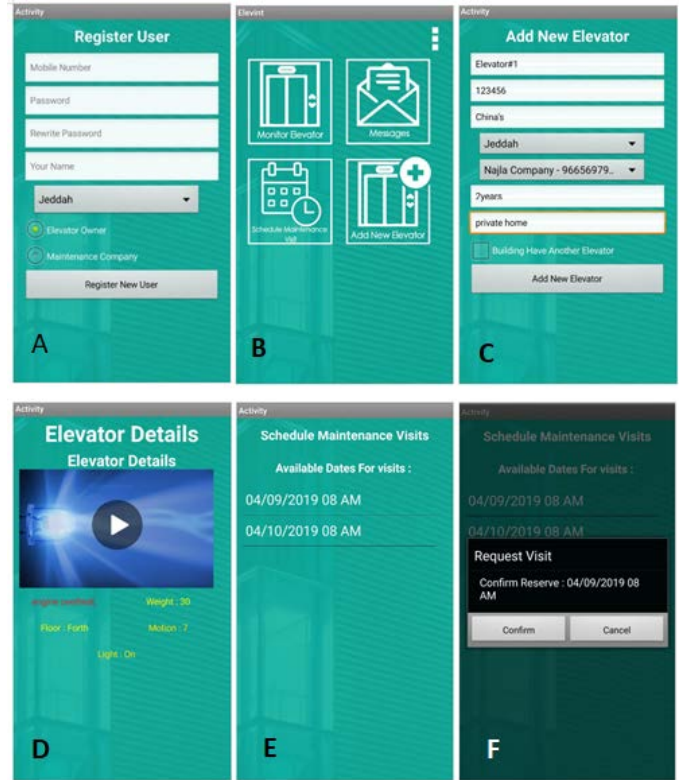 Activity
Register User
Mobile Number
Password
Rewrite Password
Your Name
Jeddah
Elevator Owner
Maintenance Company
Register New User
A
Elevint
Monitor Elevator
Messages
Schedule Maintenance
Visit
Add New Elevator
B
Activity
Add New Elevator
Elevator#1
123456
China's
Jeddah
Najla Company - 96656979..
2years
private home
Building Have Another Elevator
Add New Elevator
C
Activity
Elevator Details
Elevator Details
Weight : 30
Floor : Forth
Motion : 7
Light : On
D
Activity
Schedule Maintenance Visits
Available Dates For visits :
04/09/2019 08 AM
04/10/2019 08 AM
E
Activity
Schedule Maintenance Visits
Available Dates For visits :
04/09/2019 08 AM
04/10/2019 08 AM
Request Visit
Confirm Reserve : 04/09/2019 08
AM
Confirm
Cancel
F